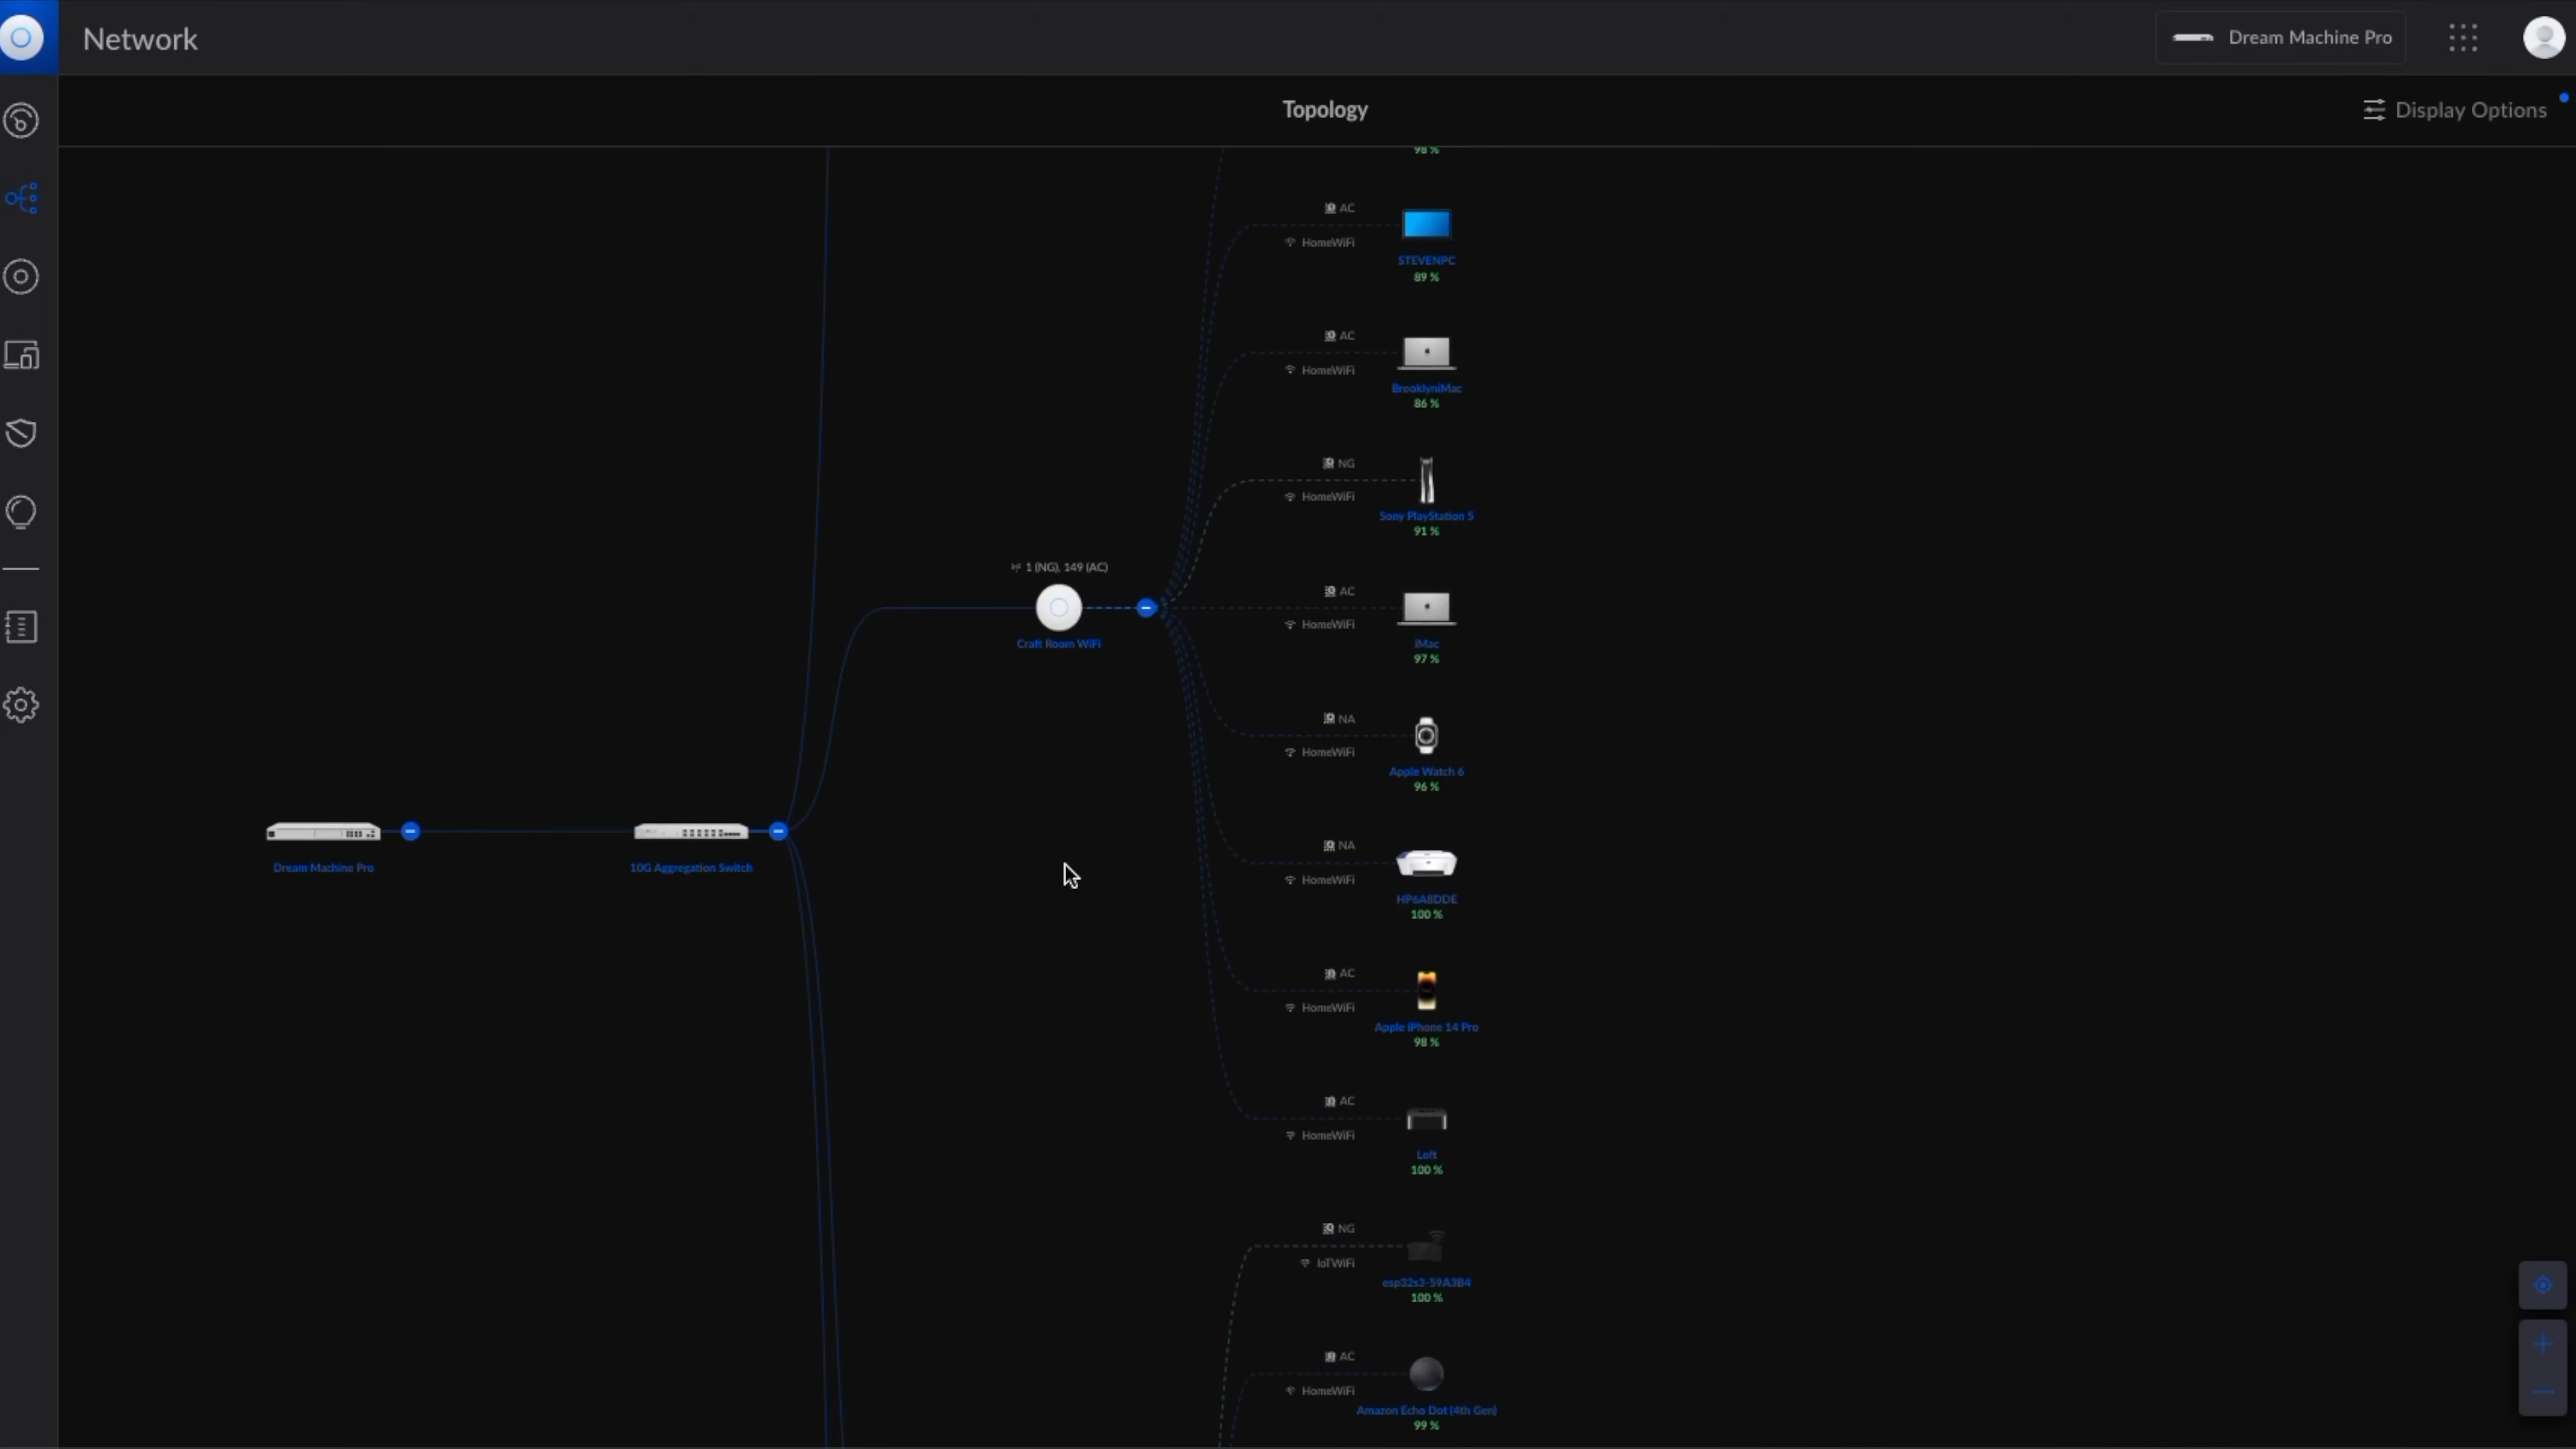 Network
Dream Machine Pro
Topology
Display Options
98 %
AC
HomeWiFi
STEVENPC
89 %
AC
HomeWiFi
BrooklyniMac
86 %
NG
HomeWiFi
Sony PlayStation 5
91 %
1 (NG), 149 (AC)
Craft Room WiFi
AC
HomeWiFi
iMac
97 %
NA
HomeWiFi
Apple Watch 6
96 %
Dream Machine Pro
10G Aggregation Switch
NA
HomeWiFi
HP6A8DDE
100 %
AC
HomeWiFi
Apple iPhone 14 Pro
98 %
AC
HomeWiFi
Loft
100 %
NG
IoTWiFi
esp32s3-59A3B4
100 %
AC
HomeWiFi
Amazon Echo Dot (4th Gen)
99 %